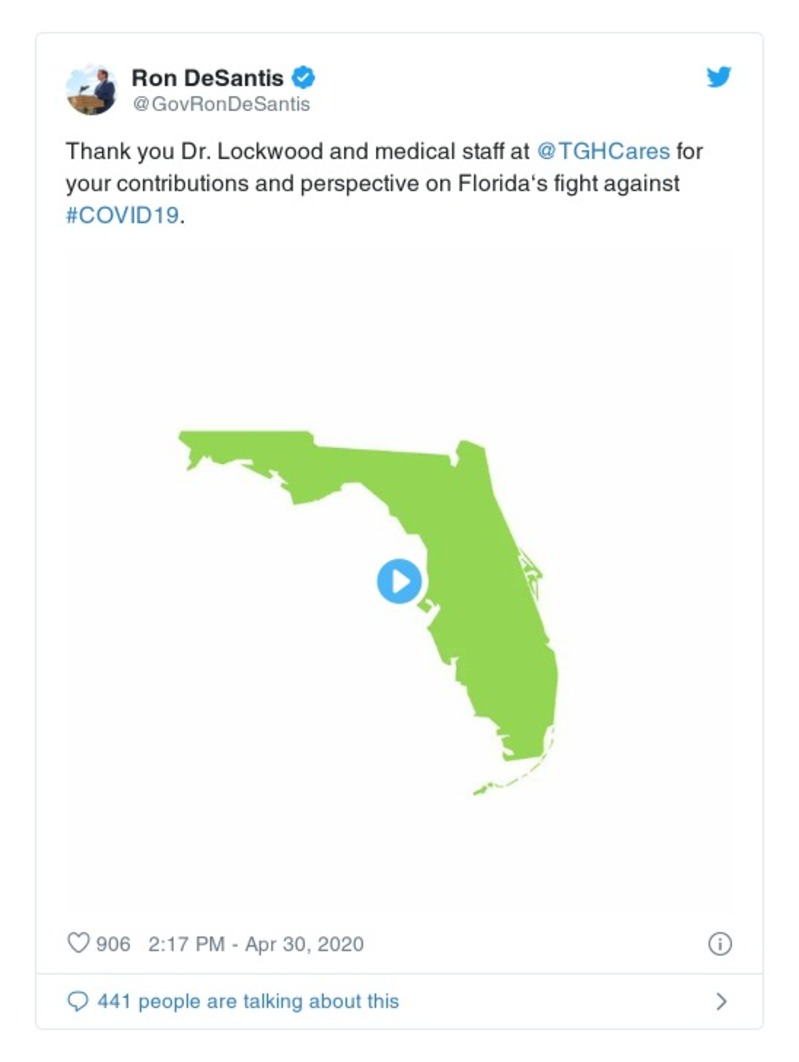 Ron DeSantis
@GovRonDeSantis
Thank you Dr. Lockwood and medical staff at @TGHCares for
your contributions and perspective on Florida‘s fight against
#COVID19.
906 2:17 PM - Apr 30, 2020
441 people are talking about this